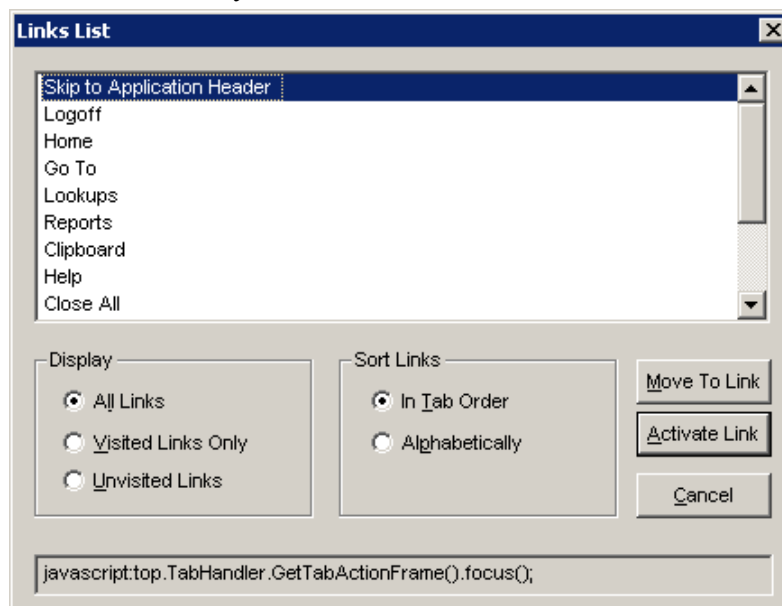 Links List
Skip to Application Header
Logoff
Home
Go To
Lookups
Reports
Clipboard
Help
Close All
Display
All Links
Visited Links Only
Unvisited Links
Sort Links
In Tab Order
Alphabetically
Move To Link
Activate Link
Cancel
javascript:top.TabHandler.GetTabActionFrame().focus();